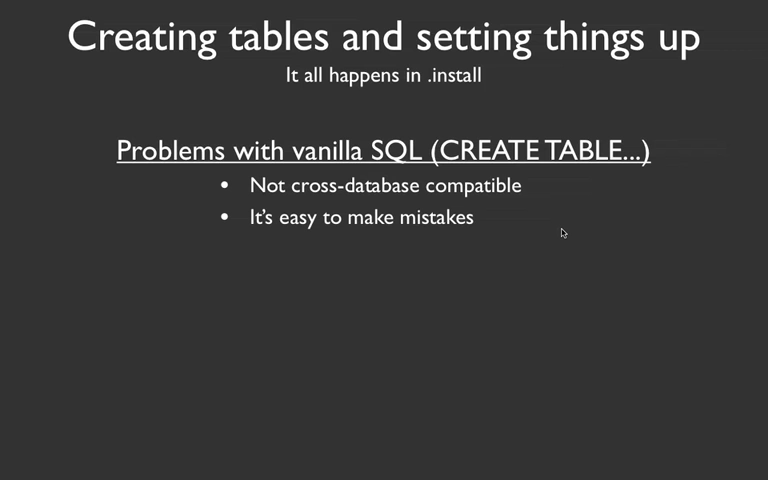 Creating tables and setting things up
It all happens in .install
Problems with vanilla SQL (CREATE TABLE...)
• Not cross-database compatible
• It's easy to make mistakes